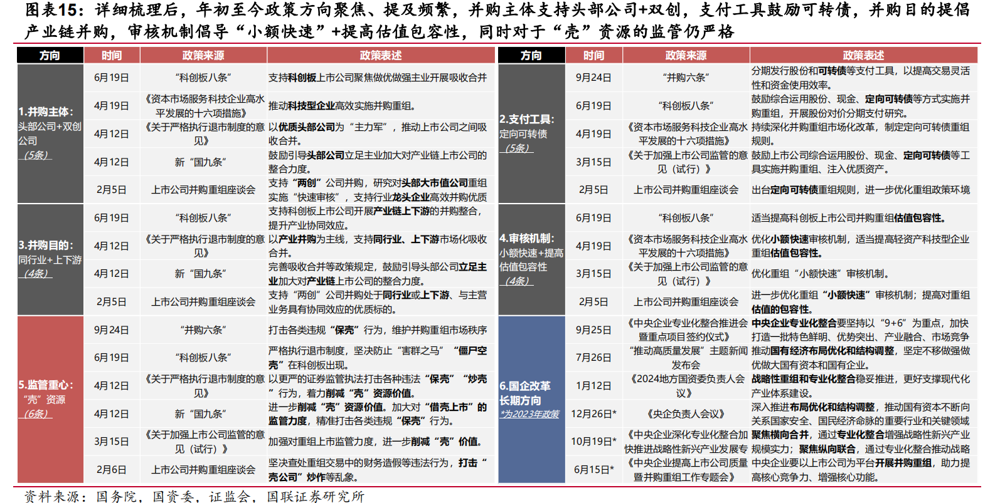 图表15：详细梳理后，年初至今政策方向聚焦、提及频繁，并购主体支持头部公司+双创，支付工具鼓励可转债，并购目的提倡
产业链并购，审核机制倡导“小额快速”+提高估值包容性，同时对于“壳”资源的监管仍严格
方向 时间 政策来源 政策表述
1.并购主体：
头部公司+双创
公司
（5条）
6月19日 “科创板八条” 支持科创板上市公司聚焦做优做强主业开展吸收合并
4月19日 《资本市场服务科技企业高水
平发展的十六项措施》 推动科技型企业高效实施并购重组。
4月12日 《关于严格执行退市制度的意
见》 以优质头部公司为“主力军”，推动上市公司之间吸
收合并。
4月12日 新“国九条” 鼓励引导头部公司立足主业加大对产业链上市公司的
整合力度。
2月5日 上市公司并购重组座谈会 支持“两创”公司并购，研究对头部大市值公司重组
实施“快速审核”，支持行业龙头企业高效并购优质
3.并购目的：
同行业+上下游
（4条）
6月19日 “科创板八条” 支持科创板上市公司开展产业链上下游的并购整合，
提升产业协同效应。
4月12日 《关于严格执行退市制度的意
见》 以产业并购为主线，支持同行业、上下游市场化吸收
合并。
4月12日 新“国九条” 完善吸收合并等政策规定，鼓励引导头部公司立足主
业加大对产业链上市公司的整合力度。
2月5日 上市公司并购重组座谈会 支持“两创”公司并购处于同行业或上下游、与主营
业务具有协同效应的优质标的。
5.监管重心：
“壳”资源
（6条）
9月24日 “并购六条” 打击各类违规“保壳”行为，维护并购重组市场秩序
6月19日 “科创板八条” 严格执行退市制度，坚决防止“害群之马”“僵尸空
壳”在科创板出现。
4月12日 《关于严格执行退市制度的意
见》 以更严的证券监管执法打击各种违法“保壳”“炒壳
”行为，着力削减“壳”资源价值。
4月12日 新“国九条” 进一步削减“壳”资源价值。加大对“借壳上市”的
监管力度，精准打击各类违规“保壳”行为。
3月15日 《关于加强上市公司监管的意
见（试行）》 加强对重组上市监管力度，进一步削减“壳”价值。
2月6日 上市公司并购重组座谈会 坚决查处重组交易中的财务造假等违法行为，打击“
壳公司”炒作等乱象。
方向 时间 政策来源 政策表述
2.支付工具：
定向可转债
（5条）
9月24日 “并购六条” 分期发行股份和可转债等支付工具，以提高交易灵活
性和资金使用效率。
6月19日 “科创板八条” 鼓励综合运用股份、现金、定向可转债等方式实施并
购重组，开展股份对价分期支付研究。
4月19日 《资本市场服务科技企业高水
平发展的十六项措施》 持续深化并购重组市场化改革，制定定向可转债重组
规则。
3月15日 《关于加强上市公司监管的意
见（试行）》 鼓励上市公司综合运用股份、现金、定向可转债等工
具实施并购重组、注入优质资产。
2月5日 上市公司并购重组座谈会 出台定向可转债重组规则，进一步优化重组政策环境
4.审核机制：
小额快速+提高
估值包容性
（4条）
6月19日 “科创板八条” 适当提高科创板上市公司并购重组估值包容性。
4月19日 《资本市场服务科技企业高水
平发展的十六项措施》 优化小额快速审核机制，适当提高轻资产科技型企业
重组估值包容性。
3月15日 《关于加强上市公司监管的意
见（试行）》 优化重组“小额快速”审核机制。
2月5日 上市公司并购重组座谈会 进一步优化重组“小额快速”审核机制；提高对重组
估值的包容性。
6.国企改革
长期方向
*为2023年政策
9月25日 《中央企业专业化整合推进会
暨重点项目签约仪式》 中央企业专业化整合要坚持以“9+6”为重点，加快
打造一批特色鲜明、优势突出、产业融合、市场竞争
7月26日 “推动高质量发展”主题新闻
发布会 推动国有经济布局优化和结构调整，坚定不移做强做
优做大国有资本和国有企业。
1月12日 《2024地方国资委负责人会
议》 战略性重组和专业化整合稳妥推进，更好支撑现代化
产业体系建设。
12月26日* 《央企负责人会议》 深入推进布局优化和结构调整，推动国有资本不断向
关系国家安全、国民经济命脉的重要行业和关键领域
10月19日* 《中央企业深化专业化整合加
快推进战略性新兴产业发展专 聚焦横向合并，通过专业化整合增强战略性新兴产业
规模实力；聚焦纵向联合，通过专业化整合推动战略
6月15日* 《中央企业提高上市公司质量
暨并购重组工作专题会》 中央企业要以上市公司为平台开展并购重组，助力提
高核心竞争力、增强核心功能。
资料来源：国务院，国资委，证监会，国联证券研究所